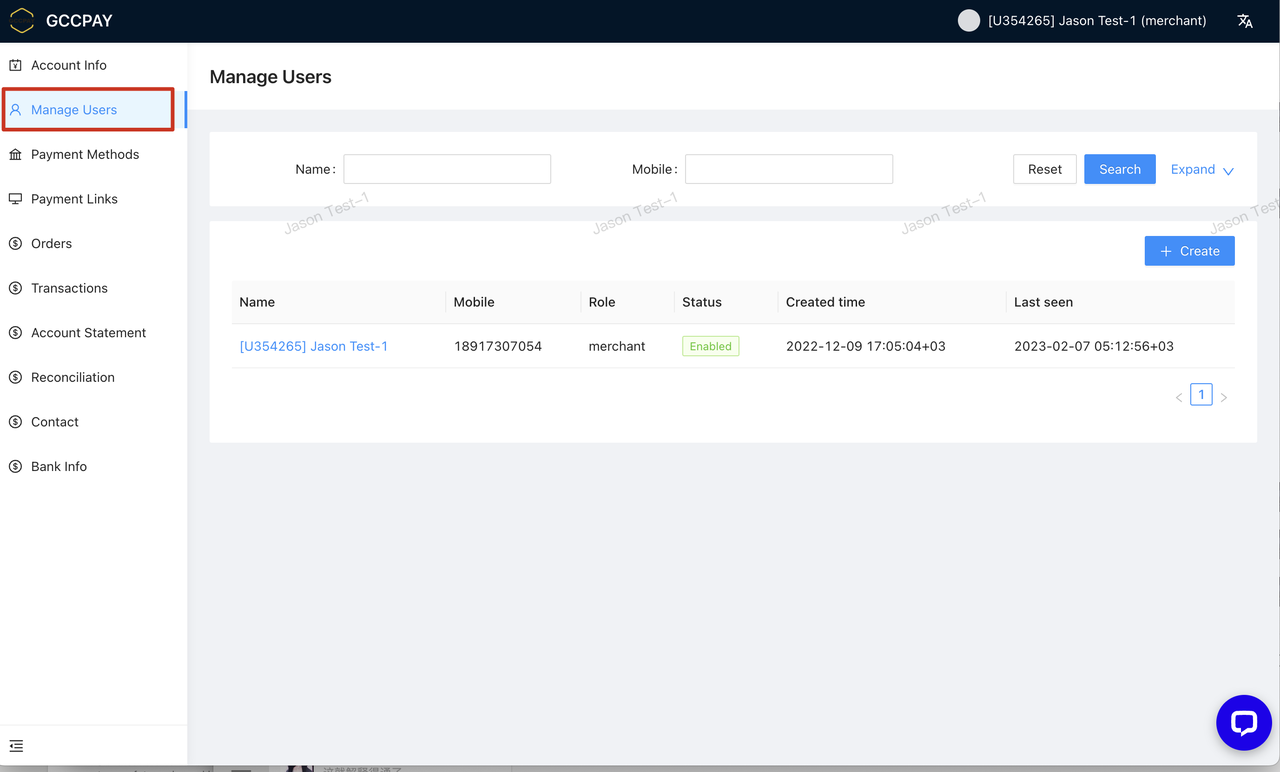 GCCPAY
[U354265] Jason Test-1 (merchant)
Account Info
Manage Users
Payment Methods
Payment Links
Orders
Transactions
Account Statement
Reconciliation
Contact
Bank Info
Manage Users
Name: Mobile: Reset Search Expand
Jason Test-1 Jason Test-1 Jason Test-1 Jason Test
+ Create
Name Mobile Role Status Created time Last seen
[U354265] Jason Test-1 18917307054 merchant Enabled 2022-12-09 17:05:04+03 2023-02-07 05:12:56+03
< 1 >